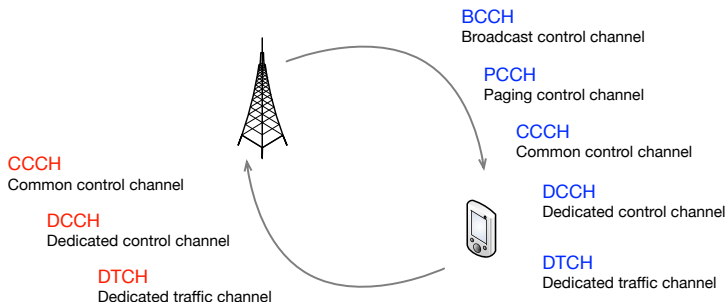 BCCH
Broadcast control channel
PCCH
Paging control channel
CCCH
Common control channel
DCCH
Dedicated control channel
DTCH
Dedicated traffic channel
CCCH
Common control channel
DCCH
Dedicated control channel
DTCH
Dedicated traffic channel